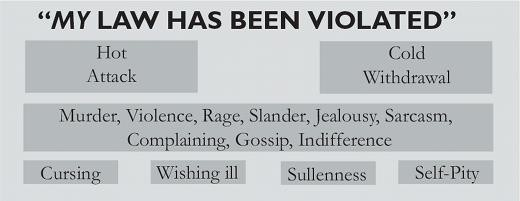 “MY LAW HAS BEEN VIOLATED”
Hot
Attack
Cold
Withdrawal
Murder, Violence, Rage, Slander, Jealousy, Sarcasm,
Complaining, Gossip, Indifference
Cursing
Wishing ill
Sullenness
Self-Pity